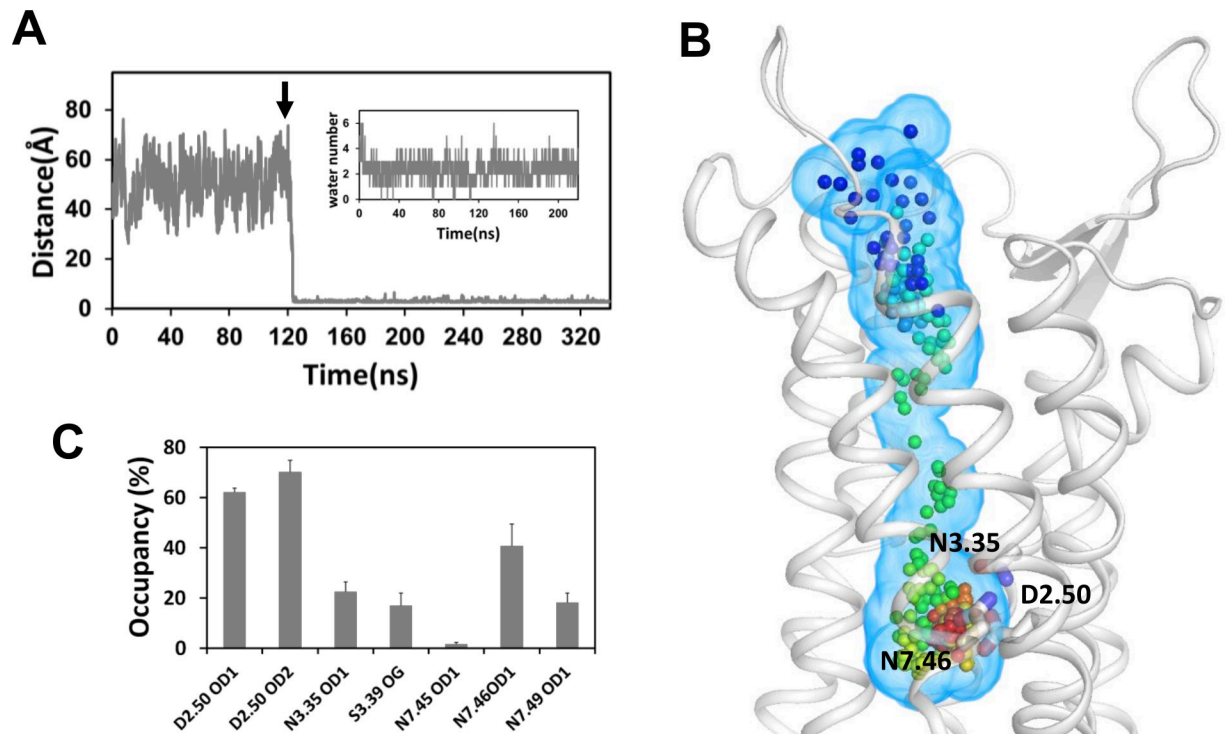 A
Distance(Å)
80
60
40
20
0
0 40 80 120 160 200 240 280 320
Time(ns)
water number
6
4
2
0
0 40 80 120 160 200
Time(ns)
B
N3.35
D2.50
N7.46
C
Occupancy (%)
80
60
40
20
0
D2.50 OD1
D2.50 OD2
N3.35 OD1
S3.39 OG
N7.45 OD1
N7.46OD1
N7.49 OD1